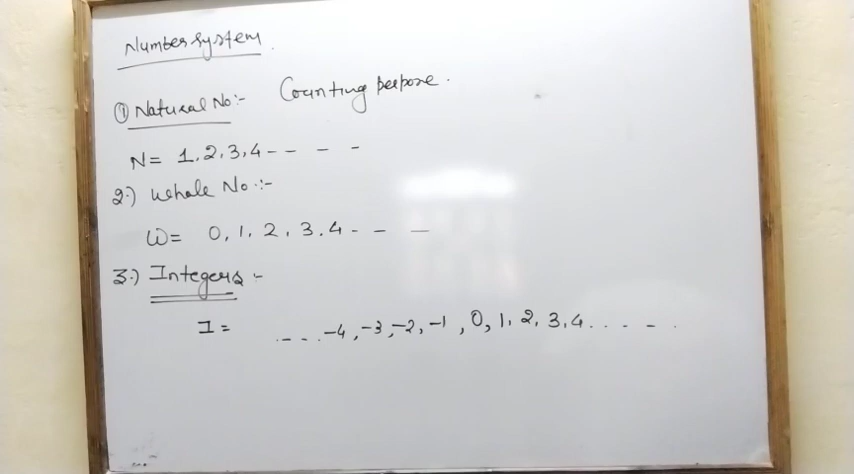 Number system
① Natural No:- Counting perpose.
N= 1,2,3,4-- - -
2.) Whole No.:-
W= 0, 1, 2, 3, 4 - - -
3.) Integers :-
I = ... -4, -3, -2, -1, 0, 1, 2, 3, 4.....